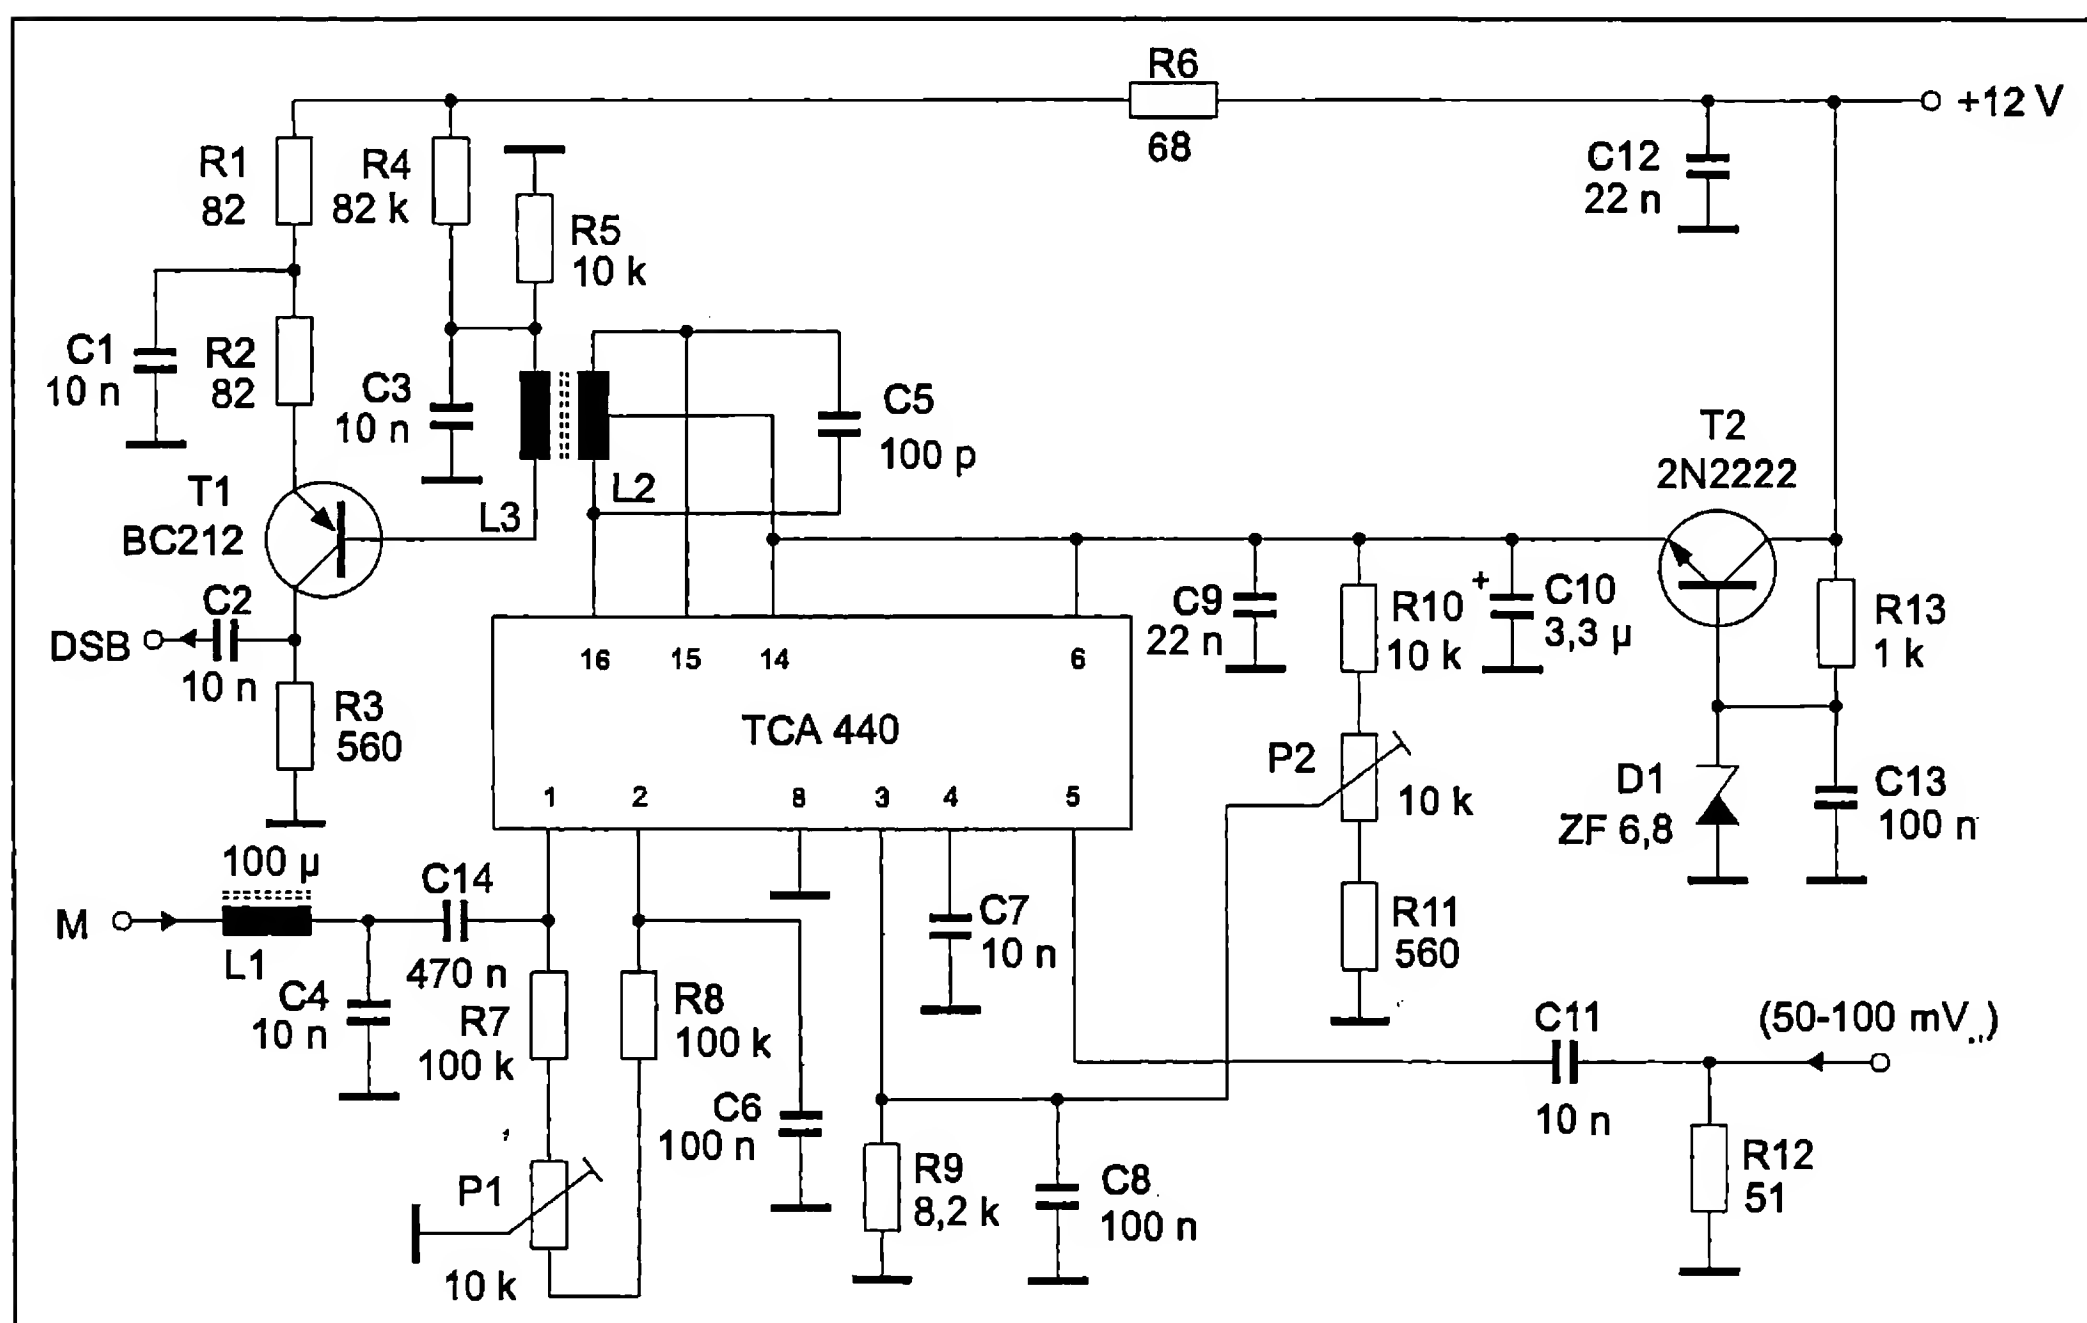 R6
68
+12 V
R1
82
R4
82 k
R5
10 k
C12
22 n
C1
10 n
R2
82
C3
10 n
C5
100 p
L2
L3
T1
BC212
T2
2N2222
C2
10 n
DSB
R3
560
C9
22 n
R10
10 k
+
C10
3,3 µ
R13
1 k
16
15
14
6
TCA 440
1
2
8
3
4
5
P2
10 k
D1
ZF 6,8
C13
100 n
100 µ
M
L1
C14
470 n
C4
10 n
R7
100 k
R8
100 k
C7
10 n
R11
560
C11
10 n
(50-100 mV)
C6
100 n
P1
10 k
R9
8,2 k
C8
100 n
R12
51